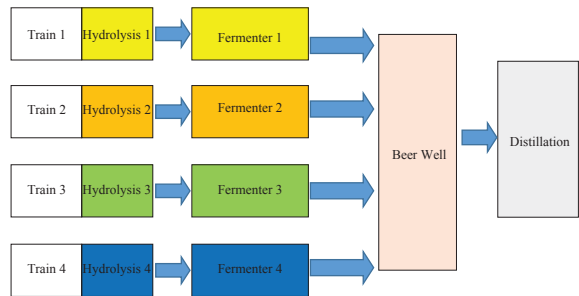 Train 1 Hydrolysis 1 Fermenter 1
Train 2 Hydrolysis 2 Fermenter 2
Train 3 Hydrolysis 3 Fermenter 3
Train 4 Hydrolysis 4 Fermenter 4
Beer Well
Distillation